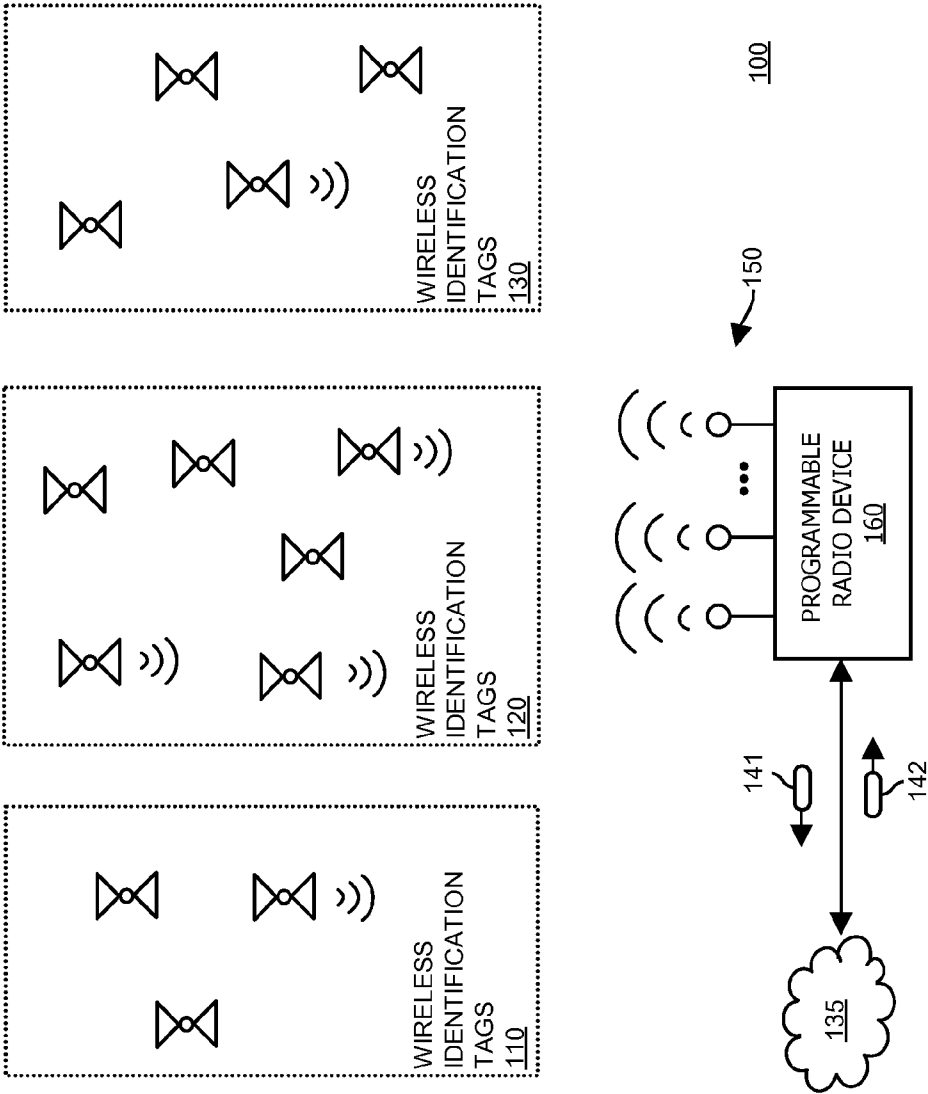 WIRELESS
IDENTIFICATION
TAGS
110
WIRELESS
IDENTIFICATION
TAGS
120
WIRELESS
IDENTIFICATION
TAGS
130
135
141
142
PROGRAMMABLE
RADIO DEVICE
160
150
100